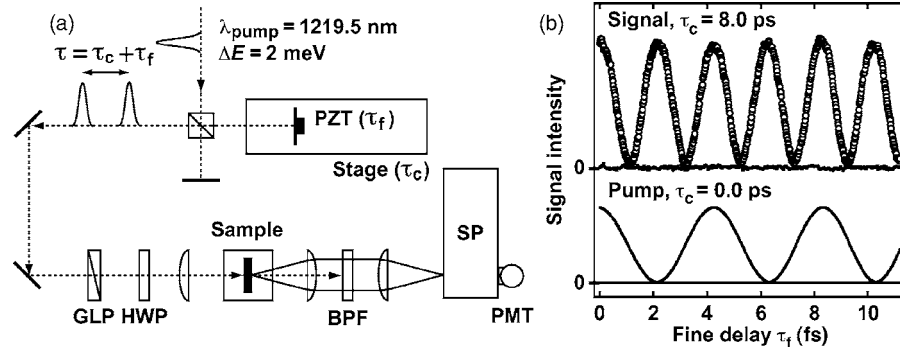 (a)
λpump = 1219.5 nm
ΔE = 2 meV
τ = τc + τf
PZT (τf)
Stage (τc)
Sample
SP
GLP HWP BPF PMT
(b)
Signal, τc = 8.0 ps
0
Pump, τc = 0.0 ps
0
Signal intensity
0 2 4 6 8 10
Fine delay τf (fs)